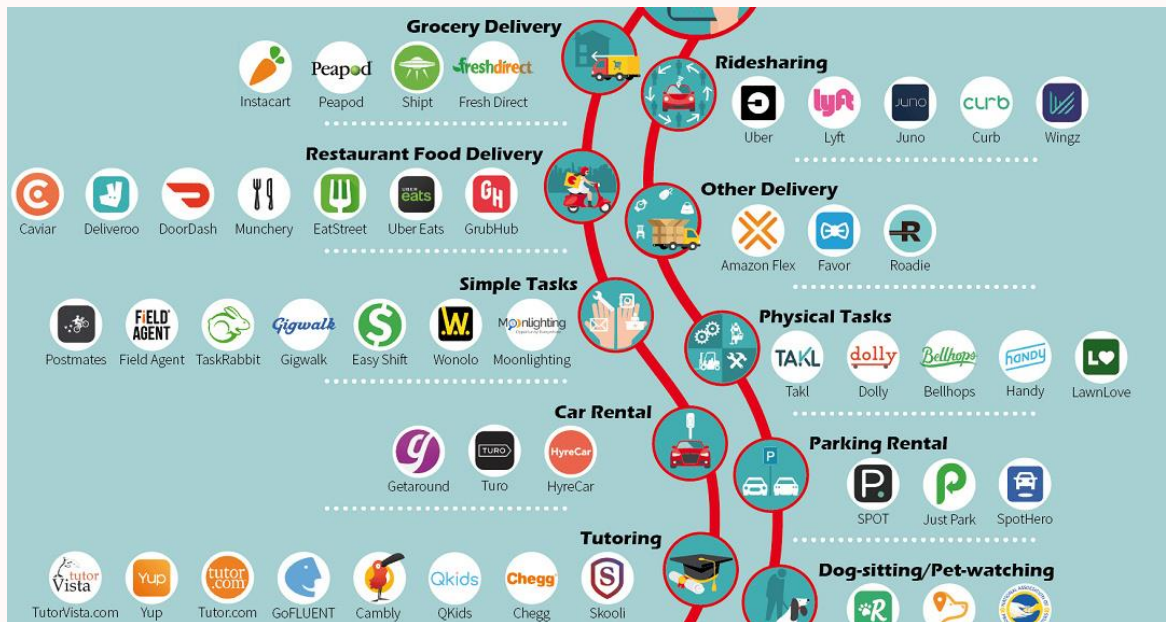 Grocery Delivery
Peapod
freshdirect
Instacart Peapod Shipt Fresh Direct
Ridesharing
lyft JUNO curb
Uber Lyft Juno Curb Wingz
Restaurant Food Delivery
UBER
eats
GH
Caviar Deliveroo DoorDash Munchery EatStreet Uber Eats GrubHub
Other Delivery
R
Amazon Flex Favor Roadie
Simple Tasks
FiELD
AGENT
Gigwalk
$
.W.
Moonlighting
Postmates Field Agent TaskRabbit Gigwalk Easy Shift Wonolo Moonlighting
Physical Tasks
TAKL dolly Bellhops HANDY L
Takl Dolly Bellhops Handy LawnLove
Car Rental
g TURO HyreCar
Getaround Turo HyreCar
Parking Rental
P
P.
SPOT Just Park SpotHero
Tutoring
tutor
Vista
Yup
tutor
.com
Qkids Chegg S
TutorVista.com Yup Tutor.com GoFLUENT Cambly QKids Chegg Skooli
Dog-sitting/Pet-watching
R
NATIONAL ASSOCIATION OF